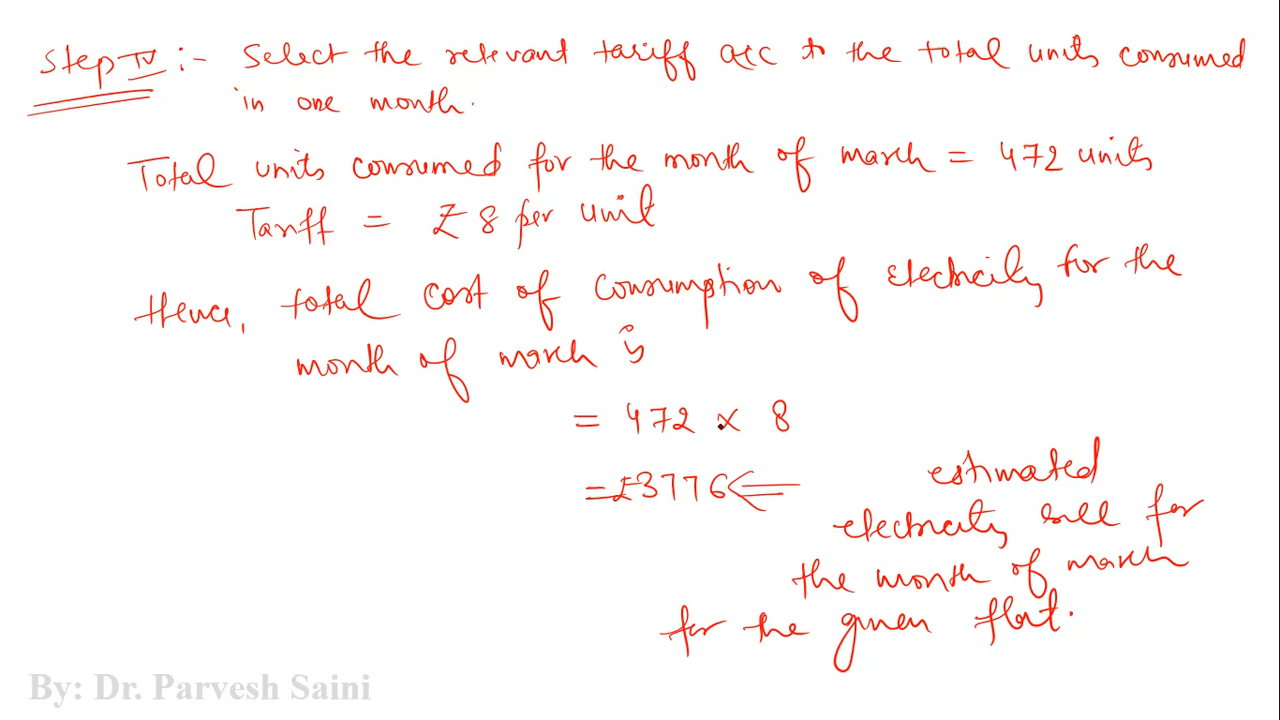 Step IV :- Select the relevant tariff acc to the total units consumed
in one month.
Total units consumed for the month of march = 472 units
Tariff = ₹ 8 per unit
Hence, total cost of consumption of electricity for the
month of march is
= 472 × 8
= ₹3776 ⇐
estimated
electricity bill for
the month of march
for the given flat.
By: Dr. Parvesh Saini